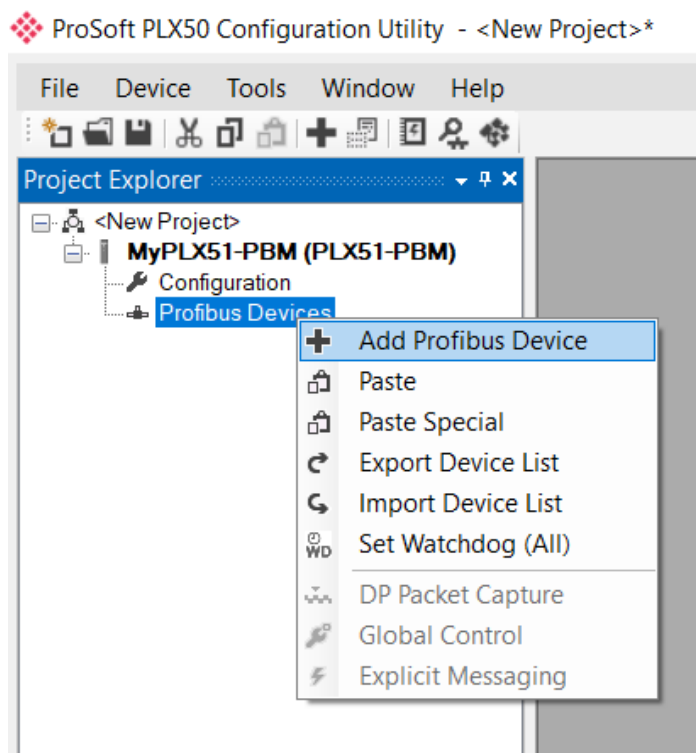 ProSoft PLX50 Configuration Utility - <New Project>*
File Device Tools Window Help
Project Explorer
<New Project>
MyPLX51-PBM (PLX51-PBM)
Configuration
Profibus Devices
Add Profibus Device
Paste
Paste Special
Export Device List
Import Device List
WD Set Watchdog (All)
DP Packet Capture
Global Control
Explicit Messaging